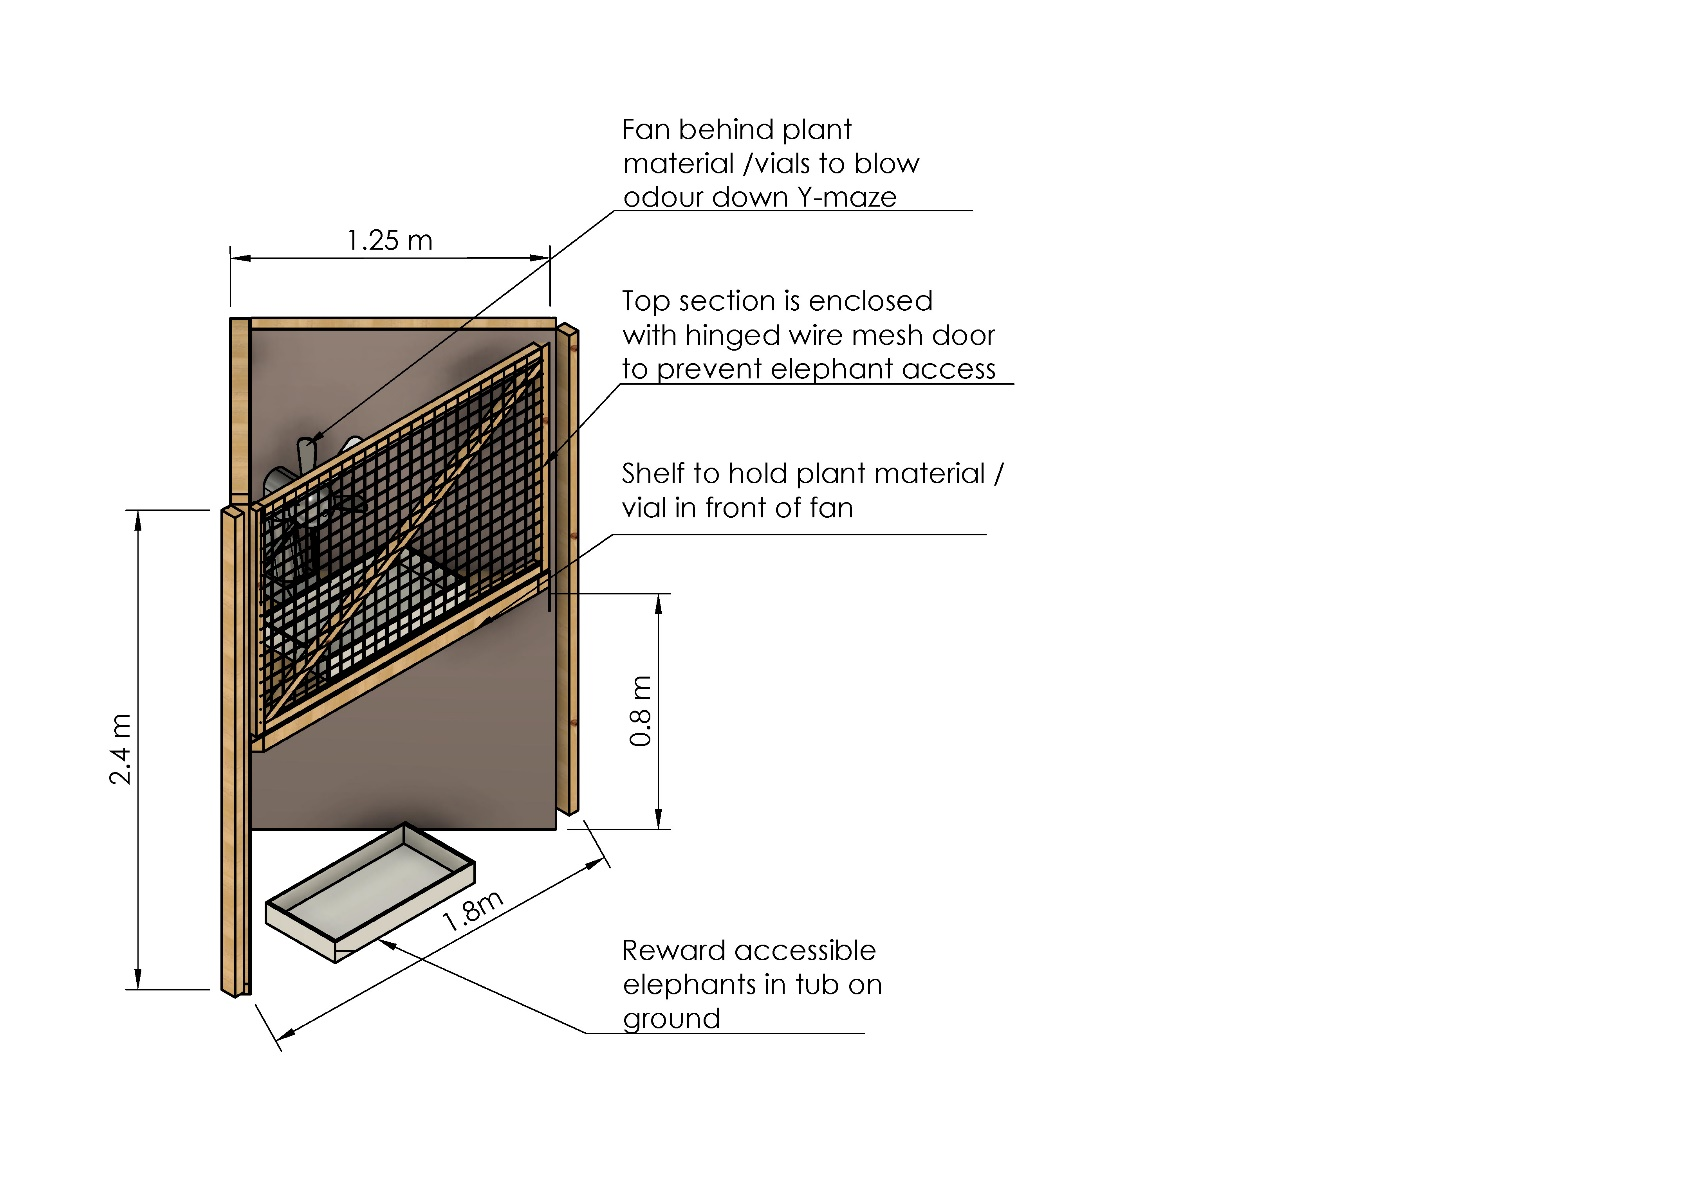 Fan behind plant
material /vials to blow
odour down Y-maze
1.25 m
Top section is enclosed
with hinged wire mesh door
to prevent elephant access
Shelf to hold plant material /
vial in front of fan
2.4 m
0.8 m
1.8m
Reward accessible
elephants in tub on
ground